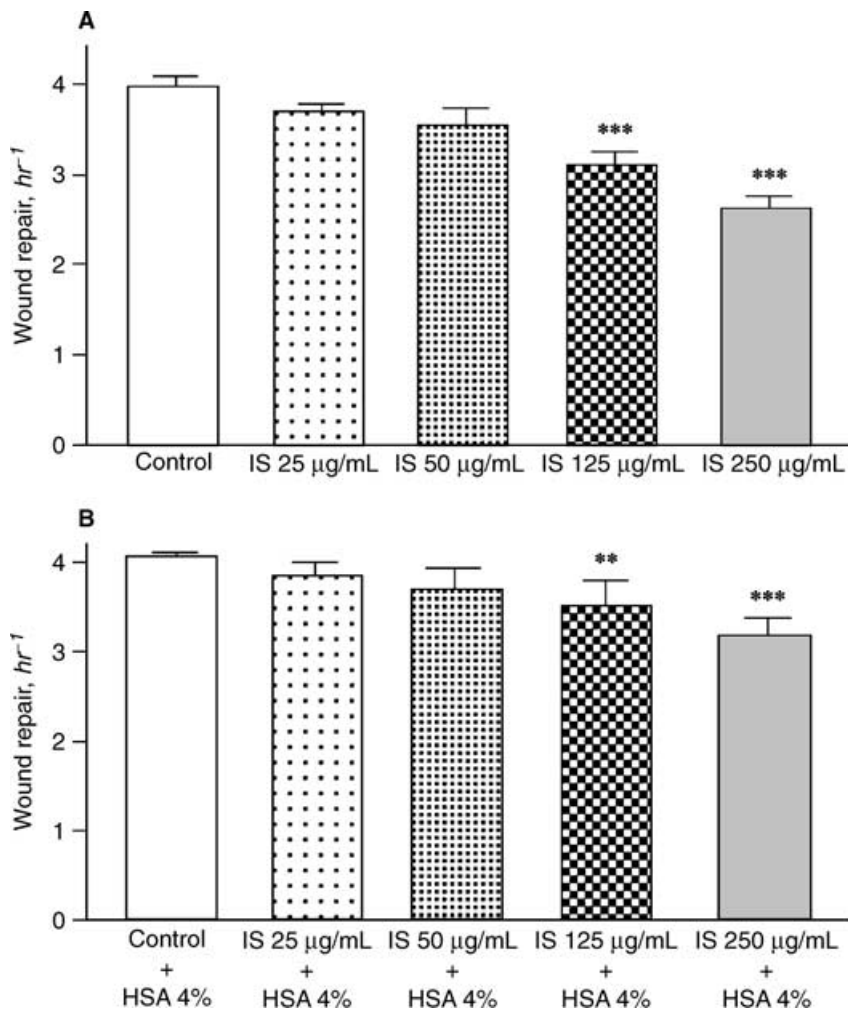 A
Wound repair, hr⁻¹
4
3
2
1
0
***
***
Control IS 25 μg/mL IS 50 μg/mL IS 125 μg/mL IS 250 μg/mL
B
Wound repair, hr⁻¹
4
3
2
1
0
**
***
Control IS 25 μg/mL IS 50 μg/mL IS 125 μg/mL IS 250 μg/mL
+ + + + +
HSA 4% HSA 4% HSA 4% HSA 4% HSA 4%